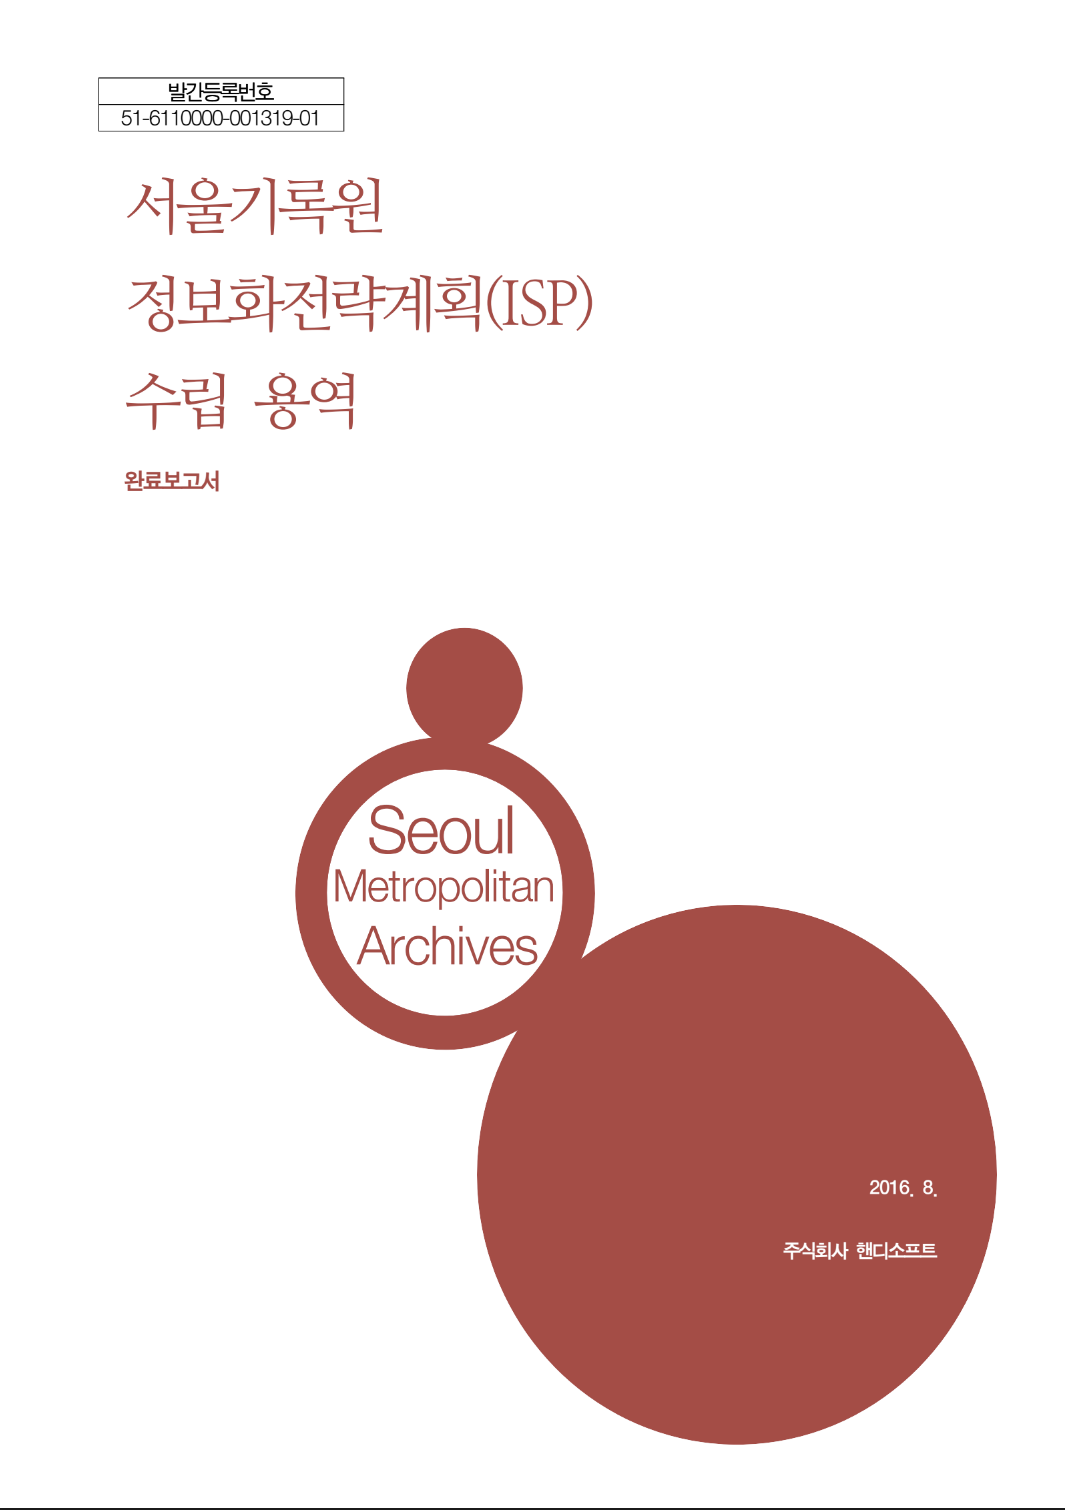 발간등록번호
51-6110000-001319-01
서울기록원
정보화전략계획(ISP)
수립 용역
완료보고서
Seoul
Metropolitan
Archives
2016. 8.
주식회사 핸디소프트